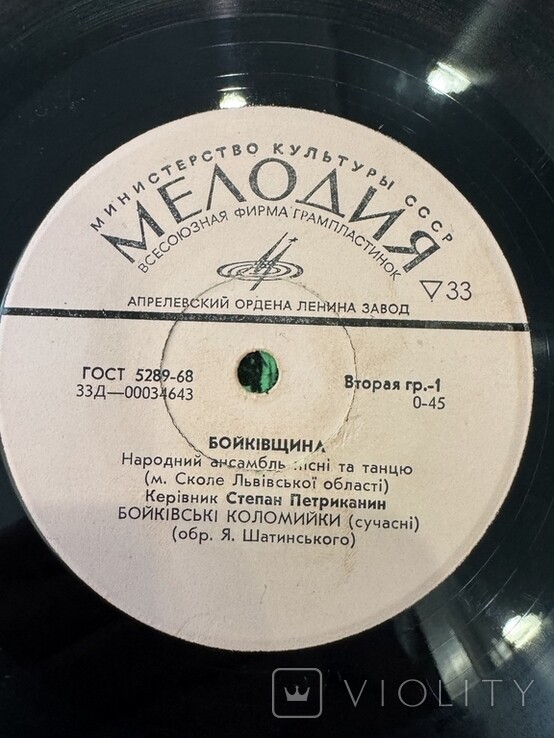 МИНИСТЕРСТВО КУЛЬТУРЫ СССР
МЕЛОДИЯ
ВСЕСОЮЗНАЯ ФИРМА ГРАМПЛАСТИНОК
▽33
АПРЕЛЕВСКИЙ ОРДЕНА ЛЕНИНА ЗАВОД
ГОСТ 5289-68
33Д—00034643
Вторая гр.-1
0-45
БОЙКІВЩИНА
Народний ансамбль пісні та танцю
(м. Сколе Львівської області)
Керівник Степан Петриканин
БОЙКІВСЬКІ КОЛОМИЙКИ (сучасні)
(обр. Я. Шатинського)
VIOLITY